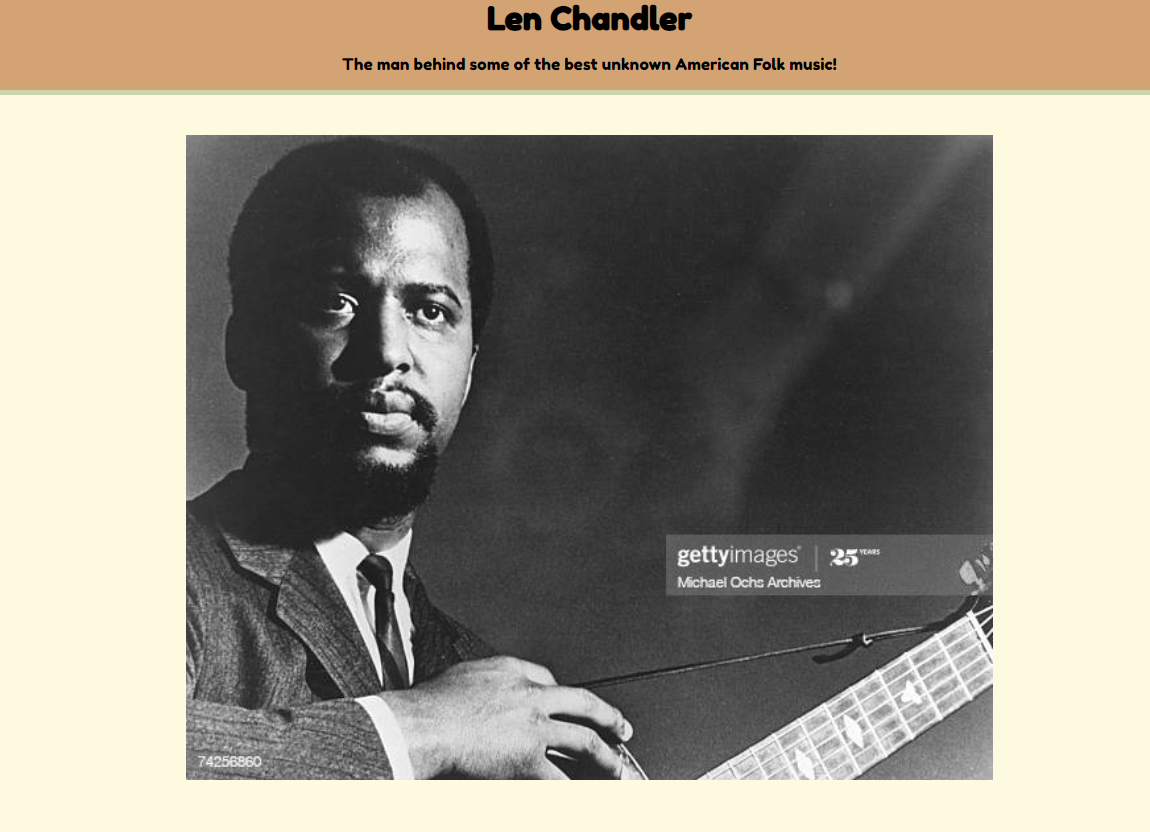 Len Chandler
The man behind some of the best unknown American Folk music!
gettyimages® | 25 YEARS
Michael Ochs Archives
74256860